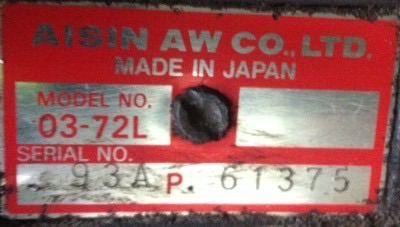 AISIN AW CO., LTD.
MADE IN JAPAN
MODEL NO.
03-72L
SERIAL NO.
93A P. 61375